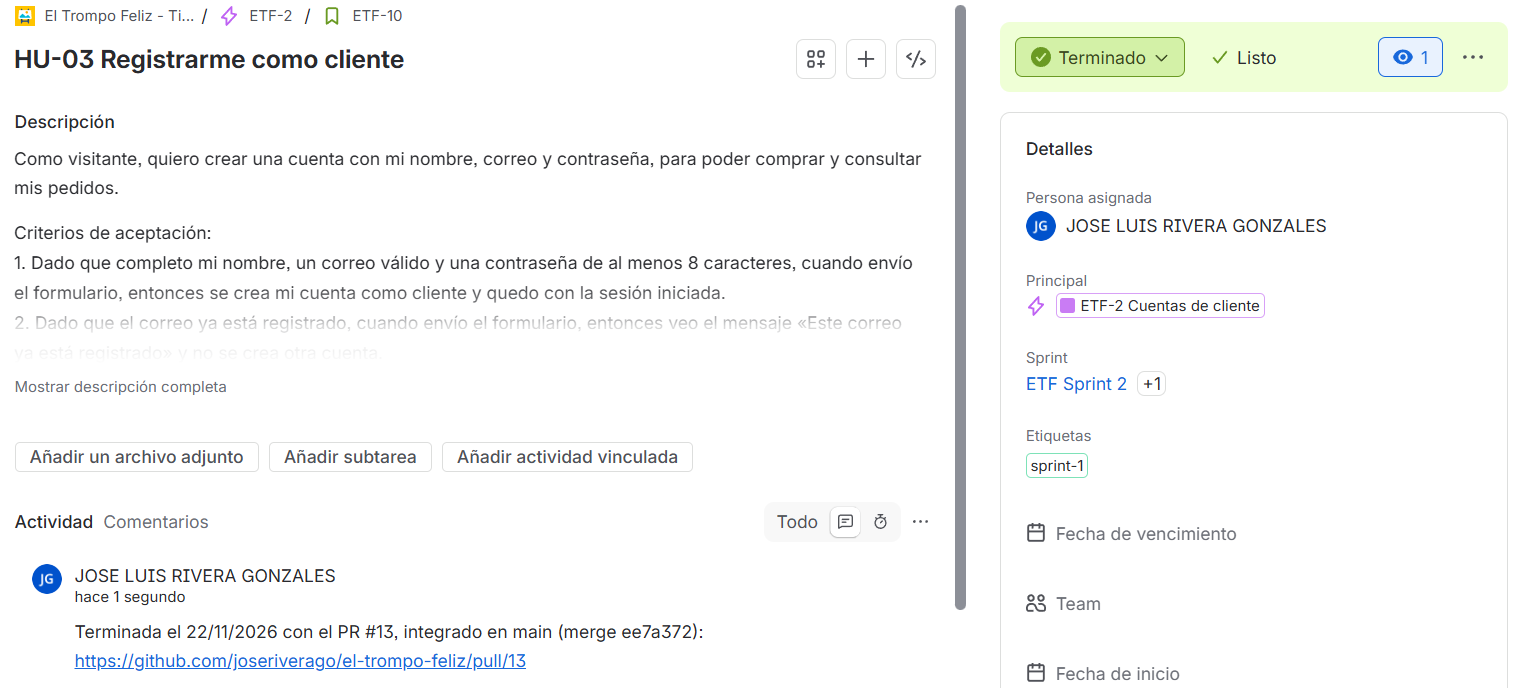 El Trompo Feliz - Ti... / ETF-2 / ETF-10
HU-03 Registrarme como cliente
Descripción
Como visitante, quiero crear una cuenta con mi nombre, correo y contraseña, para poder comprar y consultar
mis pedidos.
Criterios de aceptación:
1. Dado que completo mi nombre, un correo válido y una contraseña de al menos 8 caracteres, cuando envío
el formulario, entonces se crea mi cuenta como cliente y quedo con la sesión iniciada.
2. Dado que el correo ya está registrado, cuando envío el formulario, entonces veo el mensaje «Este correo
ya está registrado» y no se crea otra cuenta.
Mostrar descripción completa
Añadir un archivo adjunto
Añadir subtarea
Añadir actividad vinculada
Actividad Comentarios
Todo
JG
JOSE LUIS RIVERA GONZALES
hace 1 segundo
Terminada el 22/11/2026 con el PR #13, integrado en main (merge ee7a372):
https://github.com/joseriverago/el-trompo-feliz/pull/13
Terminado
Listo
1
Detalles
Persona asignada
JG JOSE LUIS RIVERA GONZALES
Principal
ETF-2 Cuentas de cliente
Sprint
ETF Sprint 2 +1
Etiquetas
sprint-1
Fecha de vencimiento
Team
Fecha de inicio